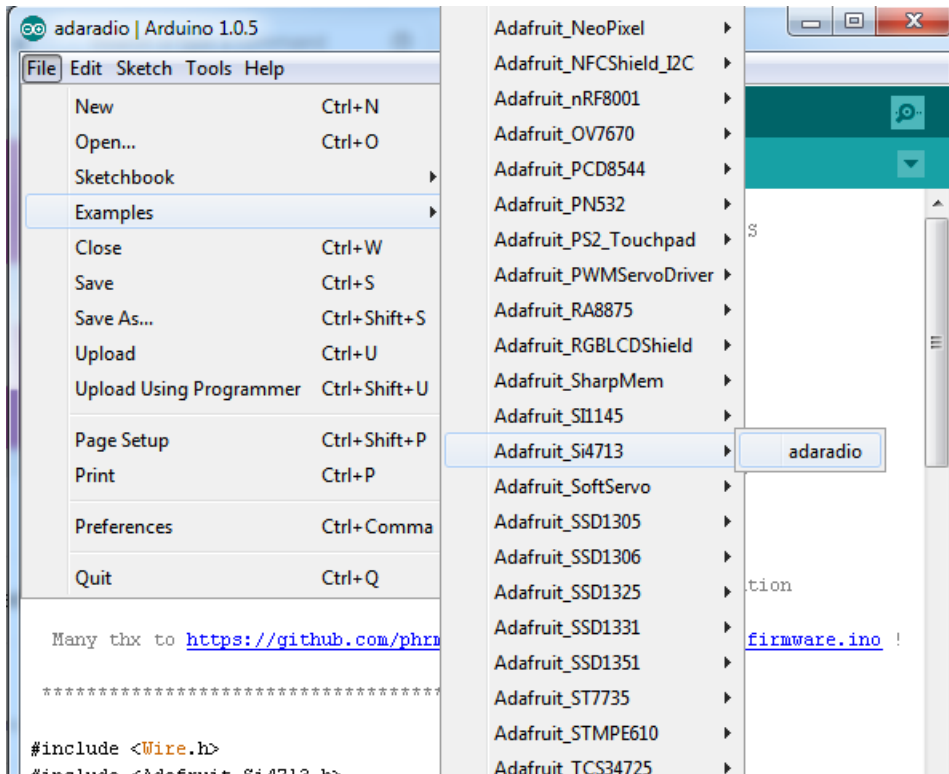 adaradio | Arduino 1.0.5
File Edit Sketch Tools Help
New Ctrl+N
Open... Ctrl+O
Sketchbook
Examples
Close Ctrl+W
Save Ctrl+S
Save As... Ctrl+Shift+S
Upload Ctrl+U
Upload Using Programmer Ctrl+Shift+U
Page Setup Ctrl+Shift+P
Print Ctrl+P
Preferences Ctrl+Comma
Quit Ctrl+Q
Adafruit_NeoPixel
Adafruit_NFCShield_I2C
Adafruit_nRF8001
Adafruit_OV7670
Adafruit_PCD8544
Adafruit_PN532
Adafruit_PS2_Touchpad
Adafruit_PWMServoDriver
Adafruit_RA8875
Adafruit_RGBLCDShield
Adafruit_SharpMem
Adafruit_SI1145
Adafruit_Si4713
Adafruit_SoftServo
Adafruit_SSD1305
Adafruit_SSD1306
Adafruit_SSD1325
Adafruit_SSD1331
Adafruit_SSD1351
Adafruit_ST7735
Adafruit_STMPE610
Adafruit_TCS34725
adaradio
s
tion
Many thx to https://github.com/phrm firmware.ino !
************************************
#include <Wire.h>
#include <Adafruit_Si4713.h>